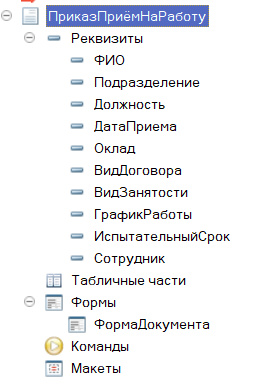 ПриказПриёмНаРаботу
Реквизиты
ФИО
Подразделение
Должность
ДатаПриема
Оклад
ВидДоговора
ВидЗанятости
ГрафикРаботы
ИспытательныйСрок
Сотрудник
Табличные части
Формы
ФормаДокумента
Команды
Макеты